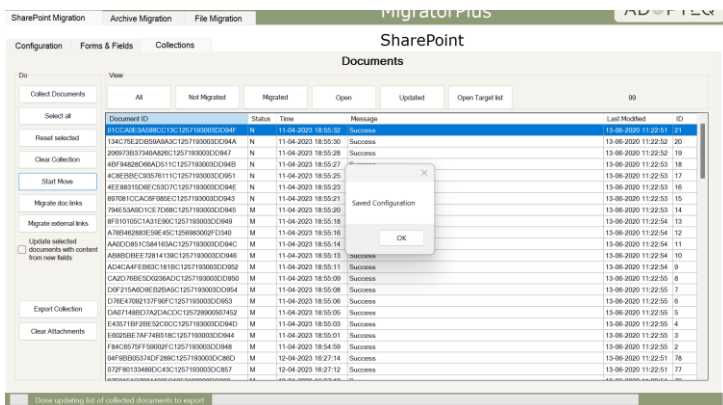 SharePoint Migration Archive Migration File Migration MigratorPlus
Configuration Forms & Fields Collections SharePoint
Documents
Do View
Collect Documents All Not Migrated Migrated Open Updated Open Target list 99
Select all
Reset selected
Clear Collection
Start Move
Migrate doc links
Migrate external links
Update selected
documents with content
from new fields
Export Collection
Clear Attachments
Document ID Status Time Message Last Modified ID
01CCA0E3A598CC13C1257193003DD94F N 11-04-2023 18:55:32 Success 13-06-2020 11:22:51 21
134C75E2DB59A9A3C1257193003DD94A N 11-04-2023 18:55:30 Success 13-06-2020 11:22:52 20
206973B37340A826C1257193003DD947 N 11-04-2023 18:55:28 Success 13-06-2020 11:22:52 19
4BF94828D66AD511C1257193003DD94B N 11-04-2023 18:55:27 Success 13-06-2020 11:22:53 18
4C8EBBEC93576111C1257193003DD951 N 11-04-2023 18:55:25 13-06-2020 11:22:53 17
4EE88315D6EC53D7C1257193003DD94E N 11-04-2023 18:55:23 13-06-2020 11:22:53 16
697081CCAC6F085EC1257193003DD943 N 11-04-2023 18:55:21 13-06-2020 11:22:53 15
794E53A9D1CE7D68C1257193003DD945 M 11-04-2023 18:55:20 13-06-2020 11:22:53 14
8F010105C1A31E90C1257193003DD949 M 11-04-2023 18:55:18 13-06-2020 11:22:54 13
A78B462883E59E45C1256983002FD340 M 11-04-2023 18:55:16 13-06-2020 11:22:54 12
AA0DD851C584163AC1257193003DD94C M 11-04-2023 18:55:14 13-06-2020 11:22:54 11
AB8BDBEE72814139C1257193003DD946 M 11-04-2023 18:55:13 Success 13-06-2020 11:22:54 10
AD4CA4FEB63C181BC1257193003DD952 M 11-04-2023 18:55:11 Success 13-06-2020 11:22:54 9
CA2D76BE5D0236ADC1257193003DD950 M 11-04-2023 18:55:09 Success 13-06-2020 11:22:55 8
D0F215A6D9EB2BA5C1257193003DD954 M 11-04-2023 18:55:08 Success 13-06-2020 11:22:55 7
D76E47092137F90FC1257193003DD953 M 11-04-2023 18:55:06 Success 13-06-2020 11:22:55 6
DA07148BD7A2DACDC125728900507452 M 11-04-2023 18:55:05 Success 13-06-2020 11:22:55 5
E43571BF2BE52C0CC1257193003DD94D M 11-04-2023 18:55:03 Success 13-06-2020 11:22:55 4
E6025BE7AF74B518C1257193003DD944 M 11-04-2023 18:55:01 Success 13-06-2020 11:22:55 3
F84C6575FF59002FC1257193003DD948 M 11-04-2023 18:54:59 Success 13-06-2020 11:22:55 2
04F9BB05374DF289C1257193003DC86D M 12-04-2023 16:27:14 Success 13-06-2020 11:22:51 78
072F80133489DC43C1257193003DC857 M 12-04-2023 16:27:12 Success 13-06-2020 11:22:51 77
Saved Configuration
OK
Done updating list of collected documents to export